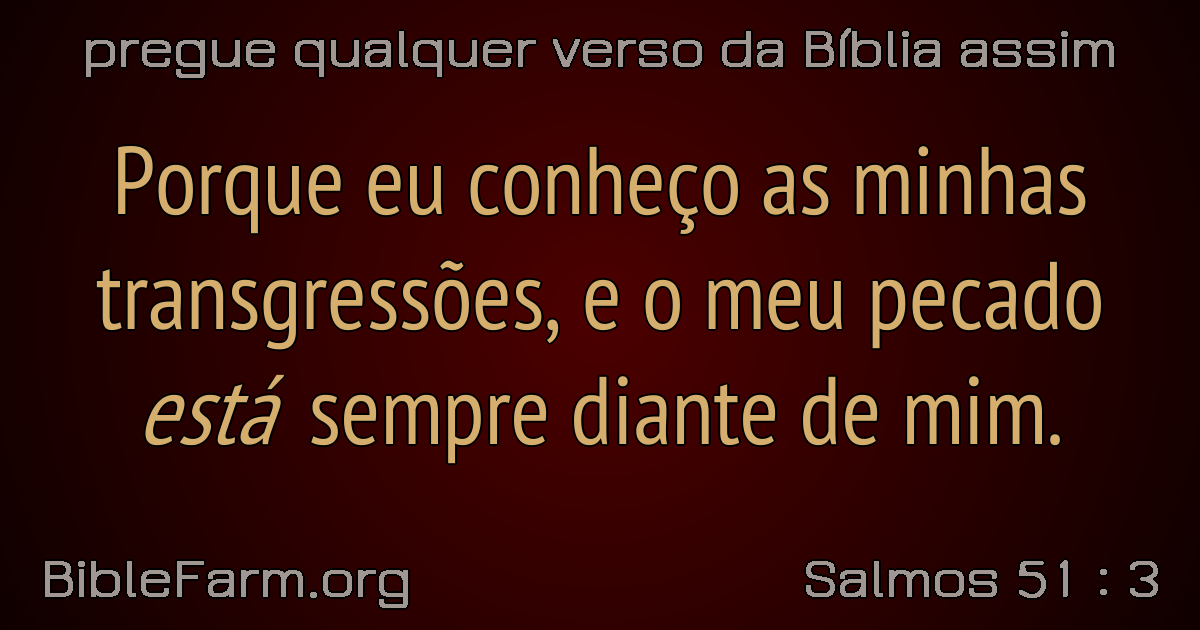 pregue qualquer verso da Bíblia assim
Porque eu conheço as minhas
transgressões, e o meu pecado
está sempre diante de mim.
BibleFarm.org
Salmos 51 : 3